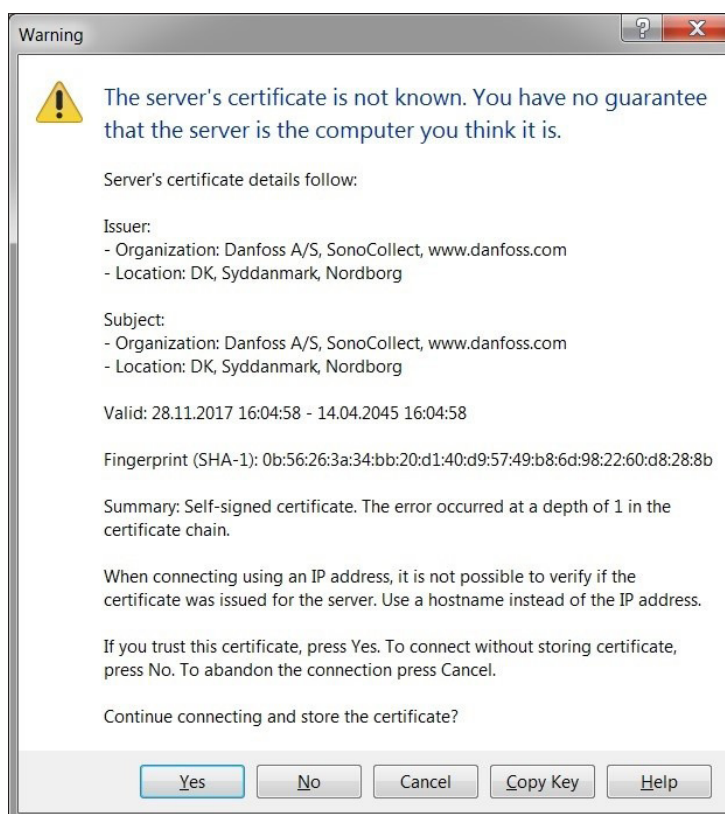 Warning
?
X
The server's certificate is not known. You have no guarantee
that the server is the computer you think it is.
Server's certificate details follow:
Issuer:
- Organization: Danfoss A/S, SonoCollect, www.danfoss.com
- Location: DK, Syddanmark, Nordborg
Subject:
- Organization: Danfoss A/S, SonoCollect, www.danfoss.com
- Location: DK, Syddanmark, Nordborg
Valid: 28.11.2017 16:04:58 - 14.04.2045 16:04:58
Fingerprint (SHA-1): 0b:56:26:3a:34:bb:20:d1:40:d9:57:49:b8:6d:98:22:60:d8:28:8b
Summary: Self-signed certificate. The error occurred at a depth of 1 in the
certificate chain.
When connecting using an IP address, it is not possible to verify if the
certificate was issued for the server. Use a hostname instead of the IP address.
If you trust this certificate, press Yes. To connect without storing certificate,
press No. To abandon the connection press Cancel.
Continue connecting and store the certificate?
Yes No Cancel Copy Key Help